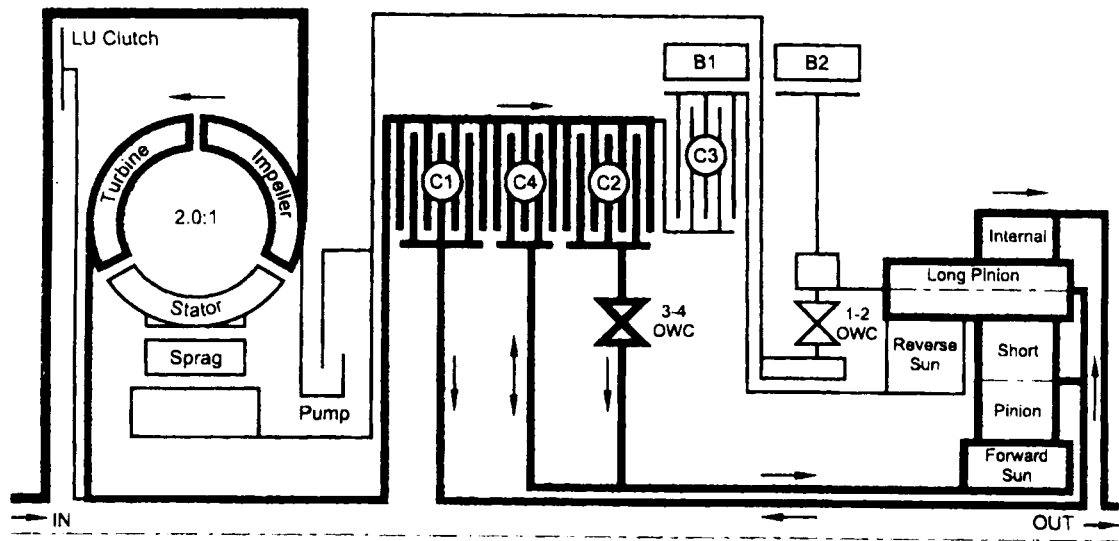 LU Clutch
B1
B2
Turbine
Impeller
C1
C4
C2
C3
2.0:1
Internal
Long Pinion
Stator
3-4
OWC
1-2
OWC
Reverse
Sun
Short
Sprag
Pump
Pinion
Forward
Sun
IN
OUT